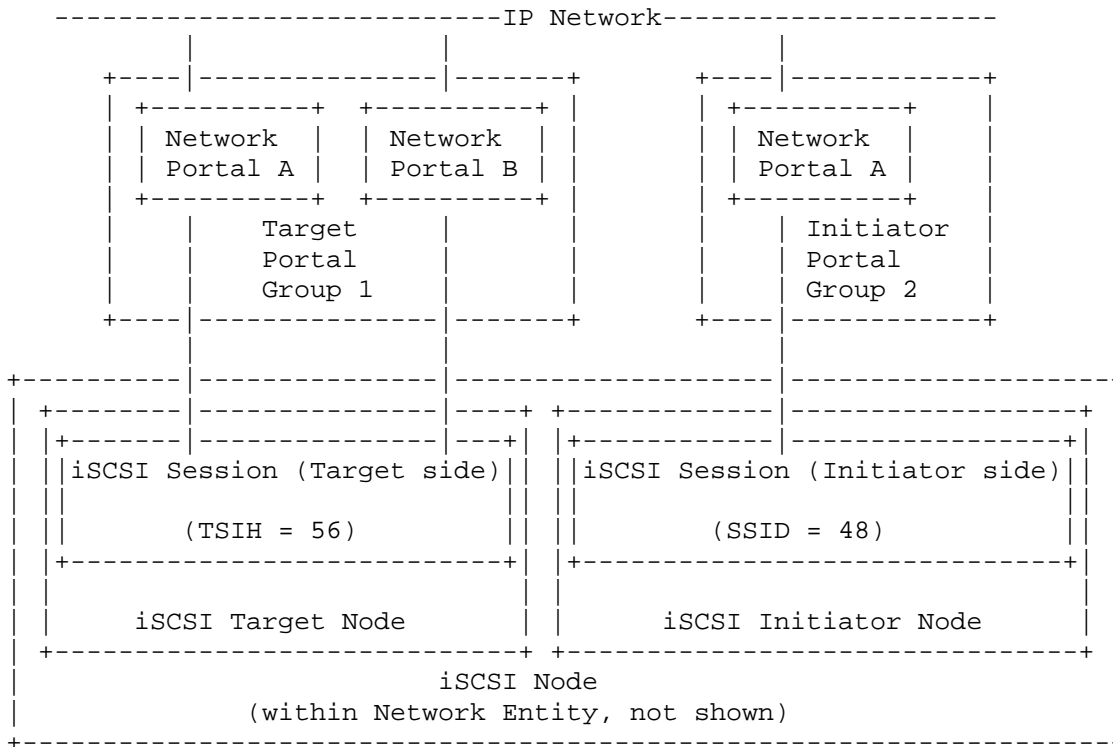 IP Network
Network Network Network
Portal A Portal B Portal A
Target Initiator
Portal Portal
Group 1 Group 2
iSCSI Session (Target side) iSCSI Session (Initiator side)
(TSIH = 56) (SSID = 48)
iSCSI Target Node iSCSI Initiator Node
iSCSI Node
(within Network Entity, not shown)